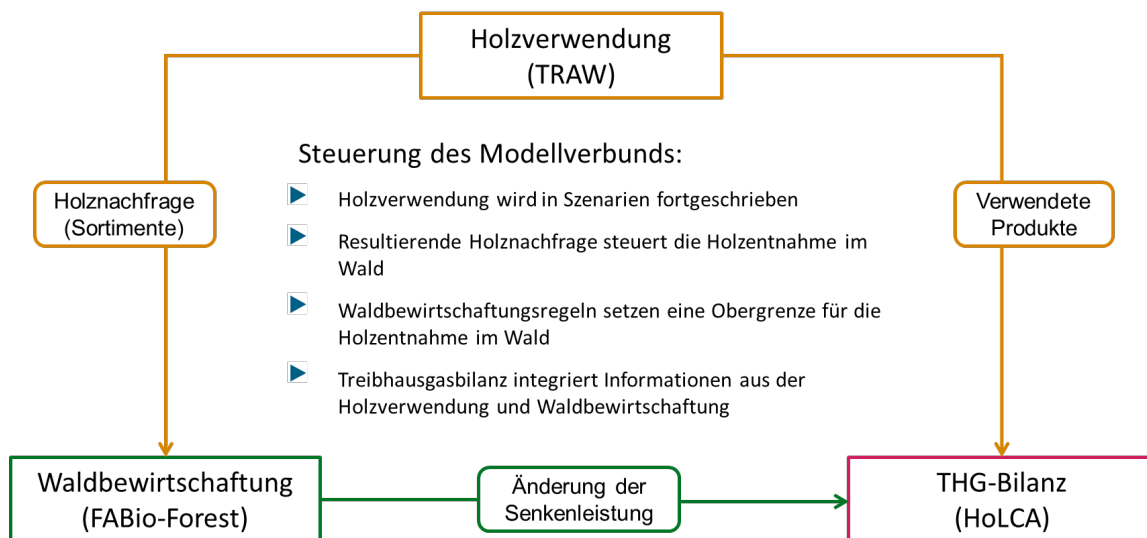 Holzverwendung
(TRAW)
Steuerung des Modellverbunds:
Holznachfrage
(Sortimente)
Verwendete
Produkte
Holzverwendung wird in Szenarien fortgeschrieben
Resultierende Holznachfrage steuert die Holzentnahme im
Wald
Waldbewirtschaftungsregeln setzen eine Obergrenze für die
Holzentnahme im Wald
Treibhausgasbilanz integriert Informationen aus der
Holzverwendung und Waldbewirtschaftung
Waldbewirtschaftung
(FABio-Forest)
Änderung der
Senkenleistung
THG-Bilanz
(HoLCA)